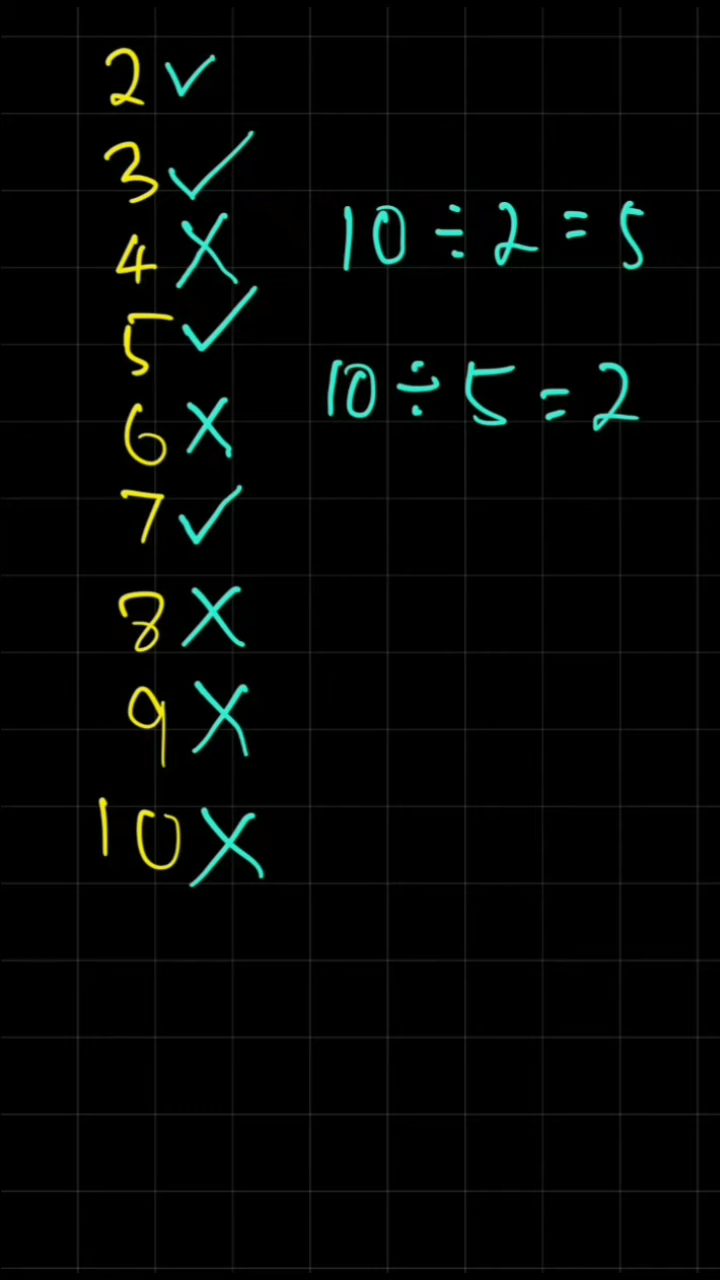 2 ✓
3 ✓
4 X
5 ✓
6 X
7 ✓
8 X
9 X
10 X
10 ÷ 2 = 5
10 ÷ 5 = 2